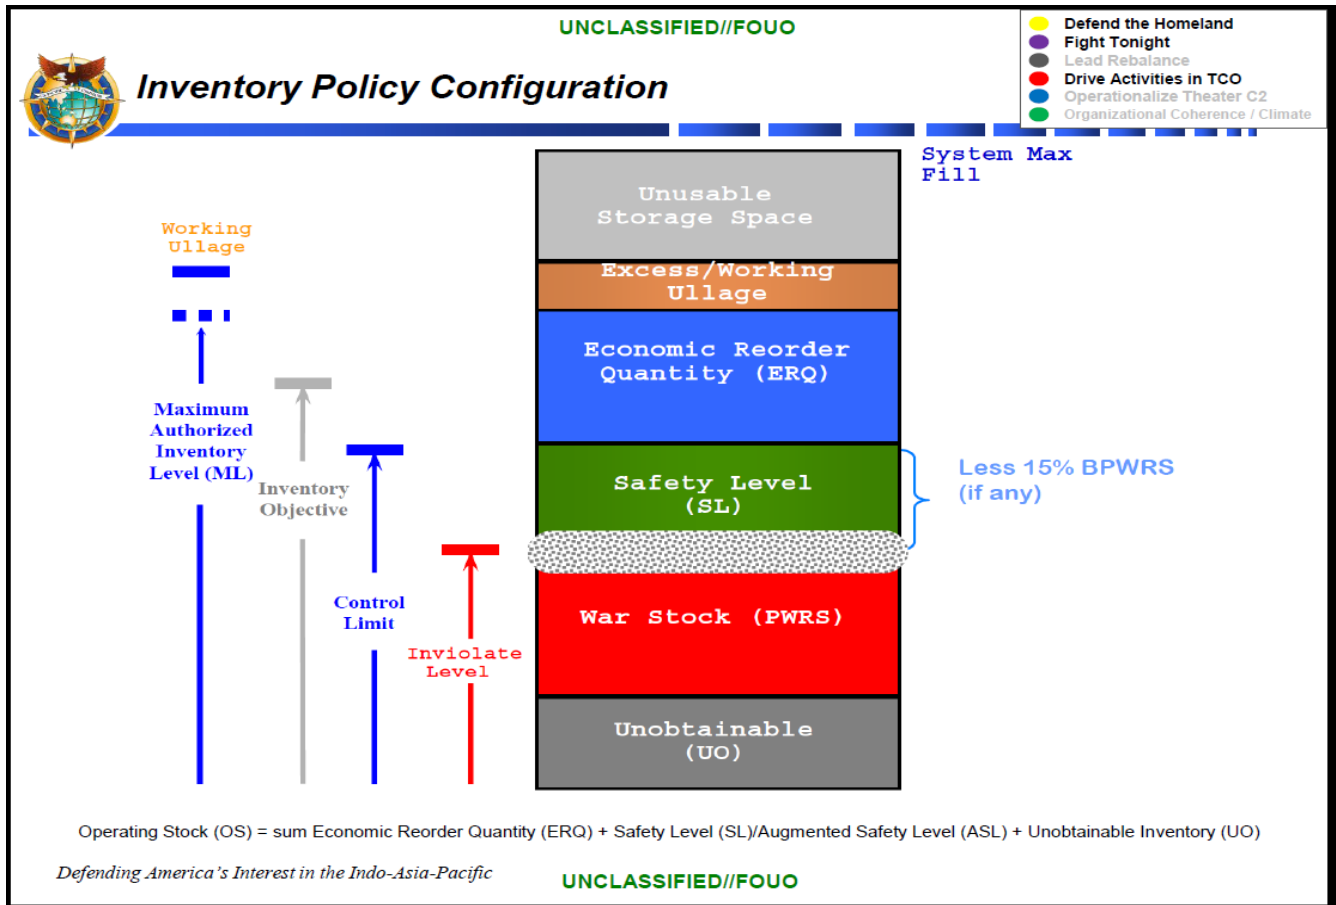 UNCLASSIFIED//FOUO
Defend the Homeland
Fight Tonight
Lead Rebalance
Drive Activities in TCO
Operationalize Theater C2
Organizational Coherence / Climate
Inventory Policy Configuration
System Max
Fill
Working
Ullage
Maximum
Authorized
Inventory
Level (ML)
Inventory
Objective
Control
Limit
Inviolate
Level
Unusable
Storage Space
Excess/Working
Ullage
Economic Reorder
Quantity (ERQ)
Safety Level
(SL)
War Stock (PWRS)
Unobtainable
(UO)
Less 15% BPWRS
(if any)
Operating Stock (OS) = sum Economic Reorder Quantity (ERQ) + Safety Level (SL)/Augmented Safety Level (ASL) + Unobtainable Inventory (UO)
Defending America's Interest in the Indo-Asia-Pacific
UNCLASSIFIED//FOUO